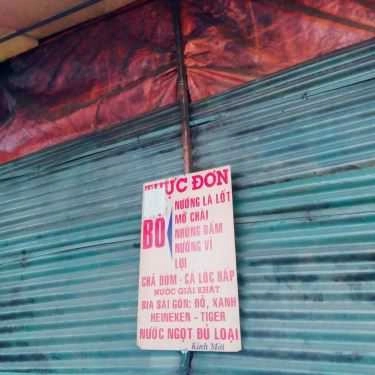 THỰC ĐƠN
BÒ
NƯỚNG LÁ LỐT
MỠ CHÀI
NHÚNG DẤM
NƯỚNG VỈ
LỤI
CHẢ ĐÙM - CÁ LÓC HẤP
NƯỚC GIẢI KHÁT
BIA SÀI GÒN: ĐỎ, XANH
HEINEKEN - TIGER
NƯỚC NGỌT ĐỦ LOẠI
Kính Mời